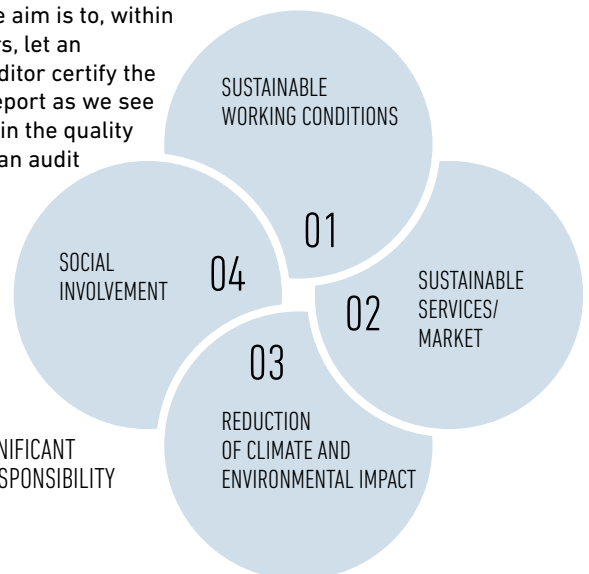 e aim is to, within
rs, let an
ditor certify the
eport as we see
in the quality
an audit
SUSTAINABLE
WORKING CONDITIONS
01
SUSTAINABLE
SERVICES/
MARKET
02
03
REDUCTION
OF CLIMATE AND
ENVIRONMENTAL IMPACT
SOCIAL
INVOLVEMENT
04
NIFICANT
SPONSIBILITY